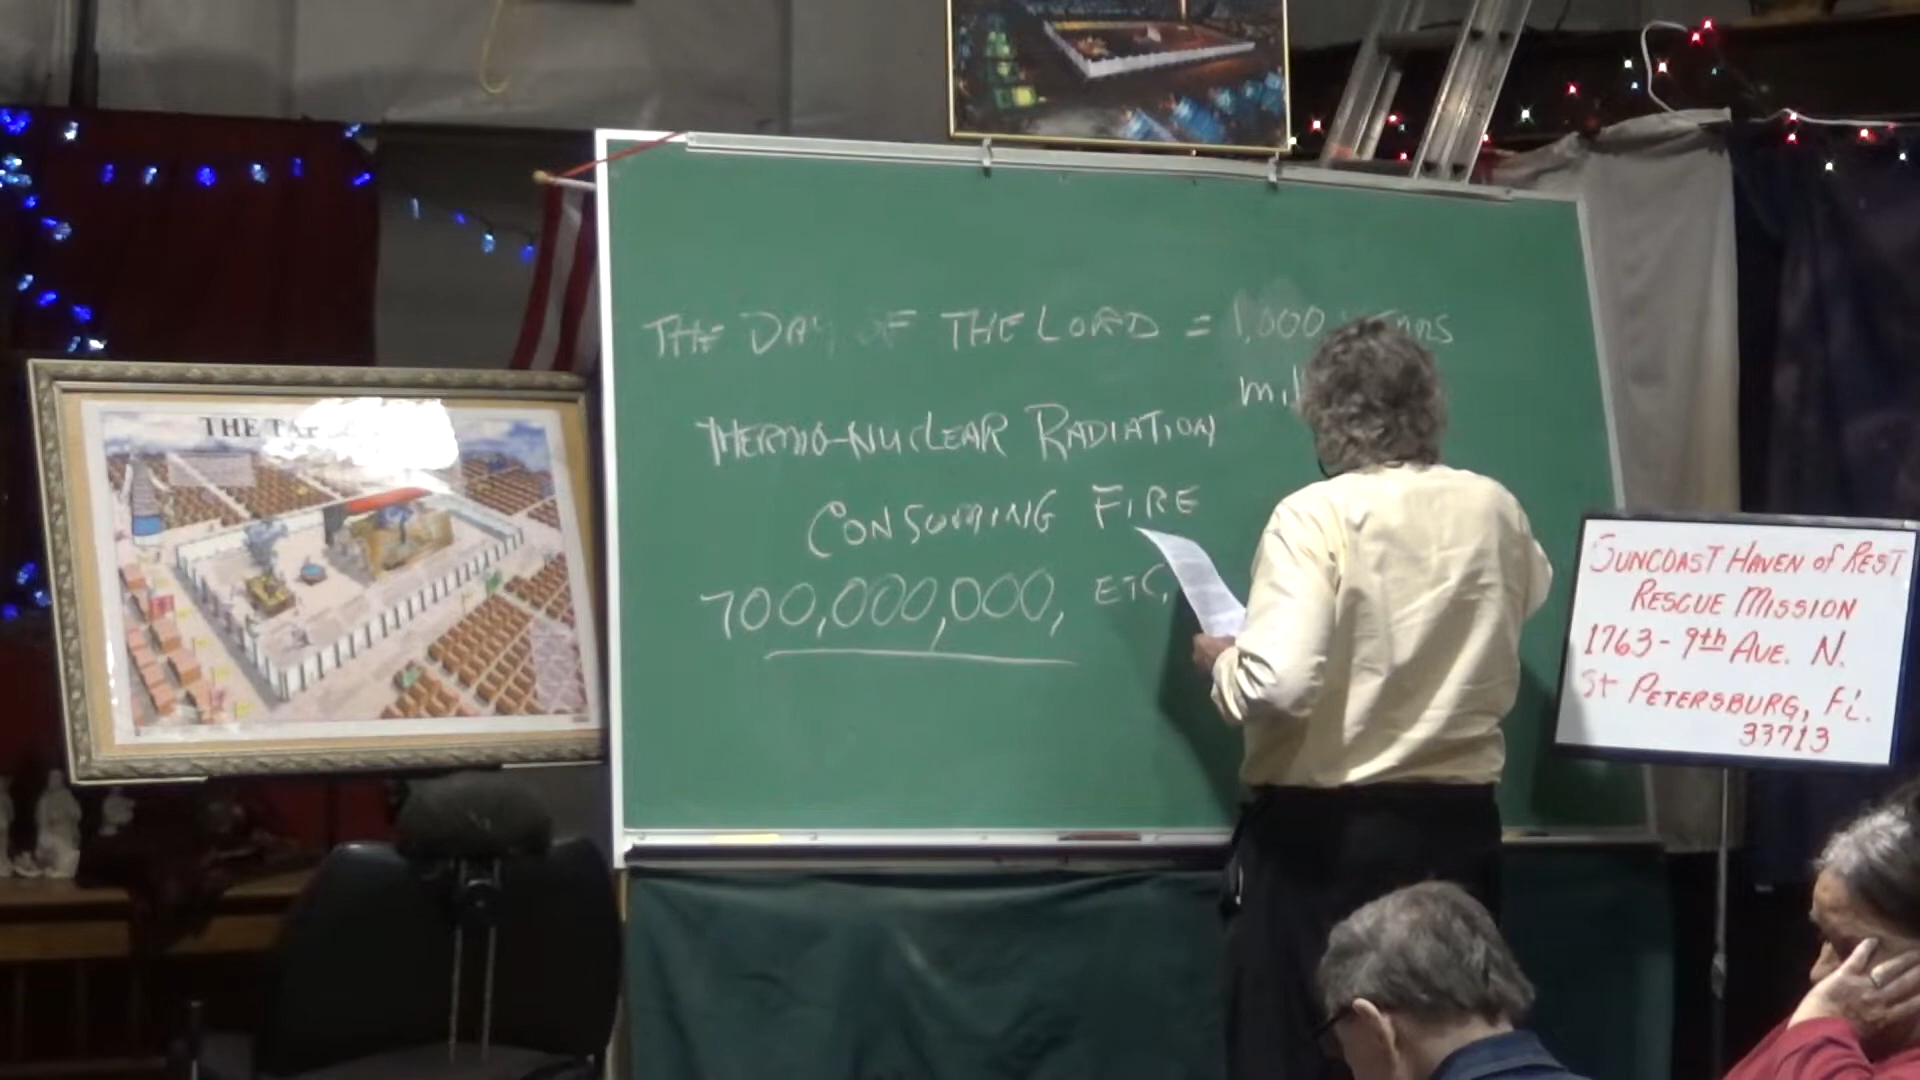 THE DAY OF THE LORD = 1,000 YEARS
THERMO-NUCLEAR RADIATION
CONSUMING FIRE
700,000,000, ETC,
THE
SUNCOAST HAVEN of REST
RESCUE MISSION
1763 - 9th AVE. N.
St PETERSBURG, FL.
33713